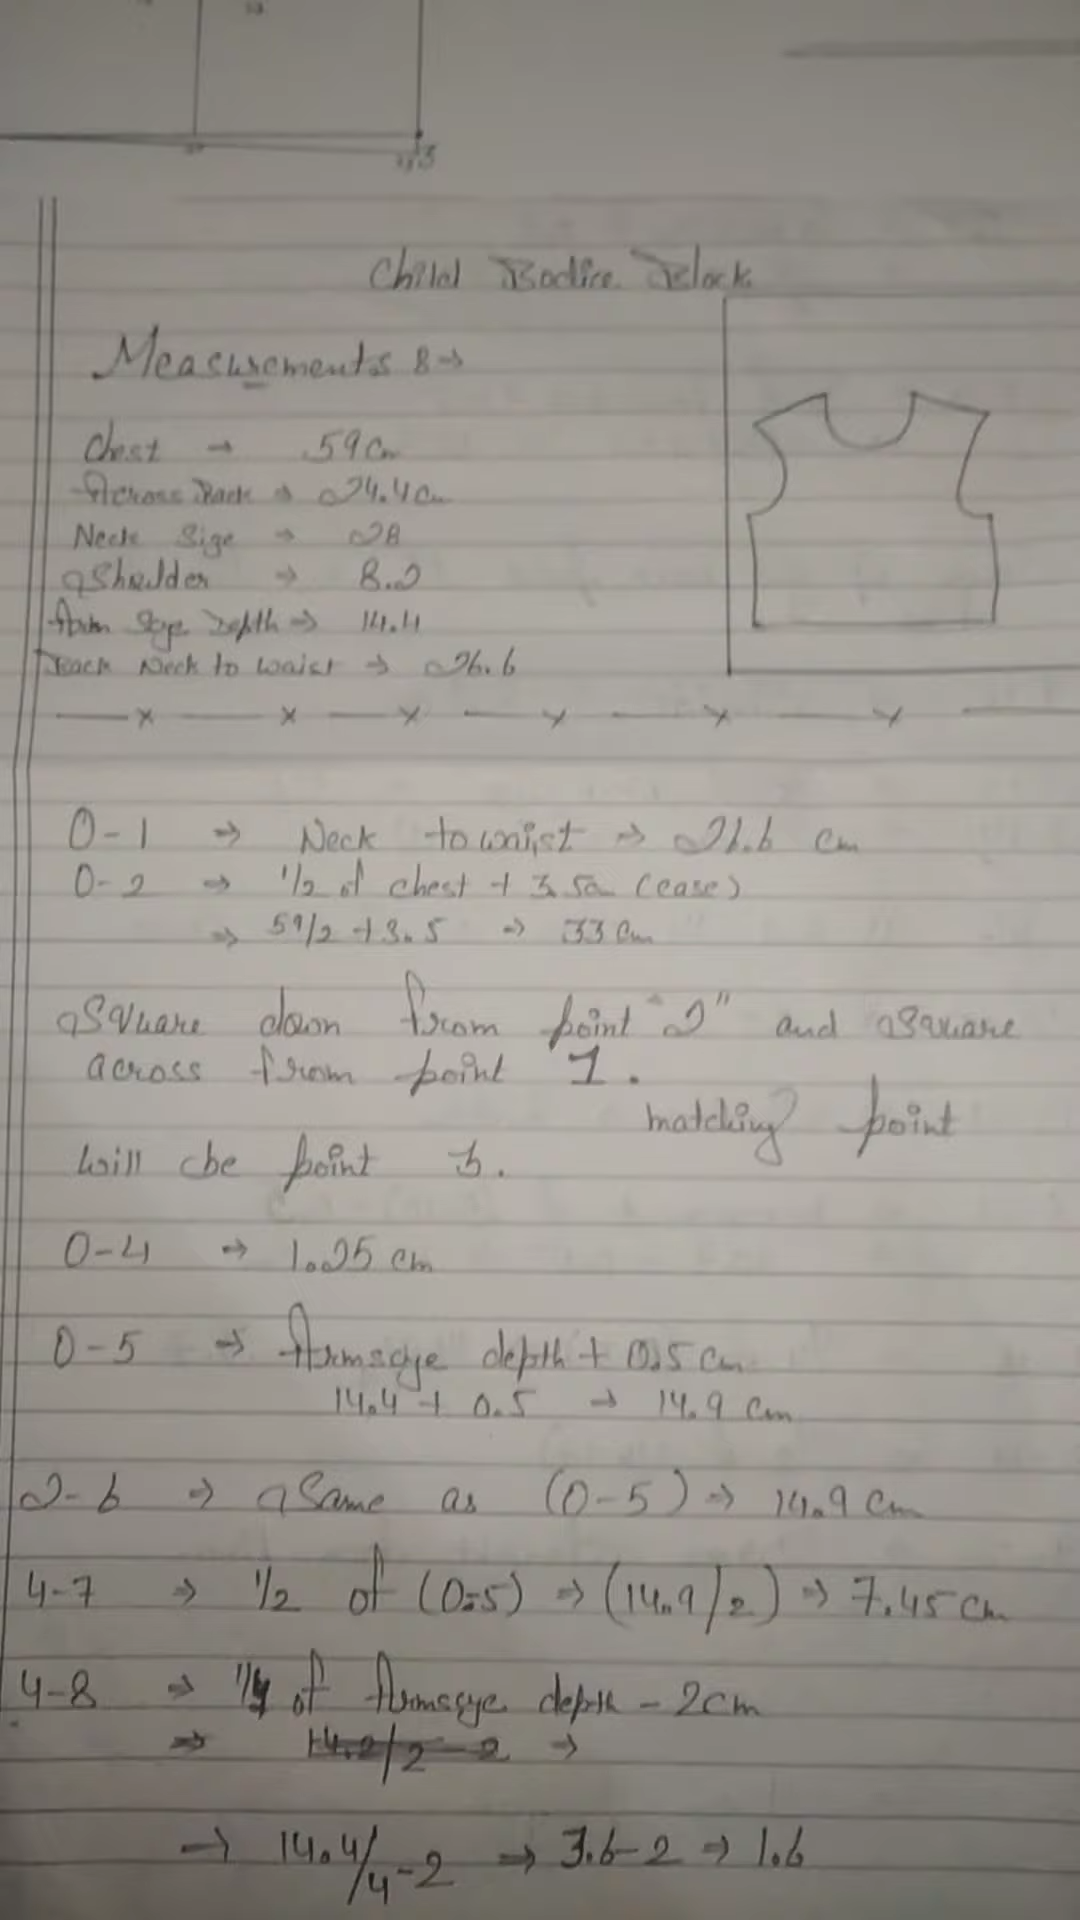 Child Bodice Block
Measurements :→
Chest → 59 cm
Across Back → 24.4 cm
Neck Size → 28
Shoulder → 8.2
Arm Sye Depth → 14.4
Back Neck to waist → 26.6
0-1 → Neck to waist → 26.6 cm
0-2 → 1/2 of chest + 3.5cm (ease)
→ 59/2 + 3.5 → 33 cm
Square down from point "2" and Square
across from point 1.
matching point
will be point 3.
0-4 → 1.25 cm
0-5 → Armscye depth + 0.5 cm
14.4 + 0.5 → 14.9 cm
2-6 → Same as (0-5) → 14.9 cm
4-7 → 1/2 of (0-5) → (14.9/2) → 7.45 cm
4-8 → 1/4 of Armscye depth - 2cm
→ 14.4/4 - 2 → 3.6-2 → 1.6